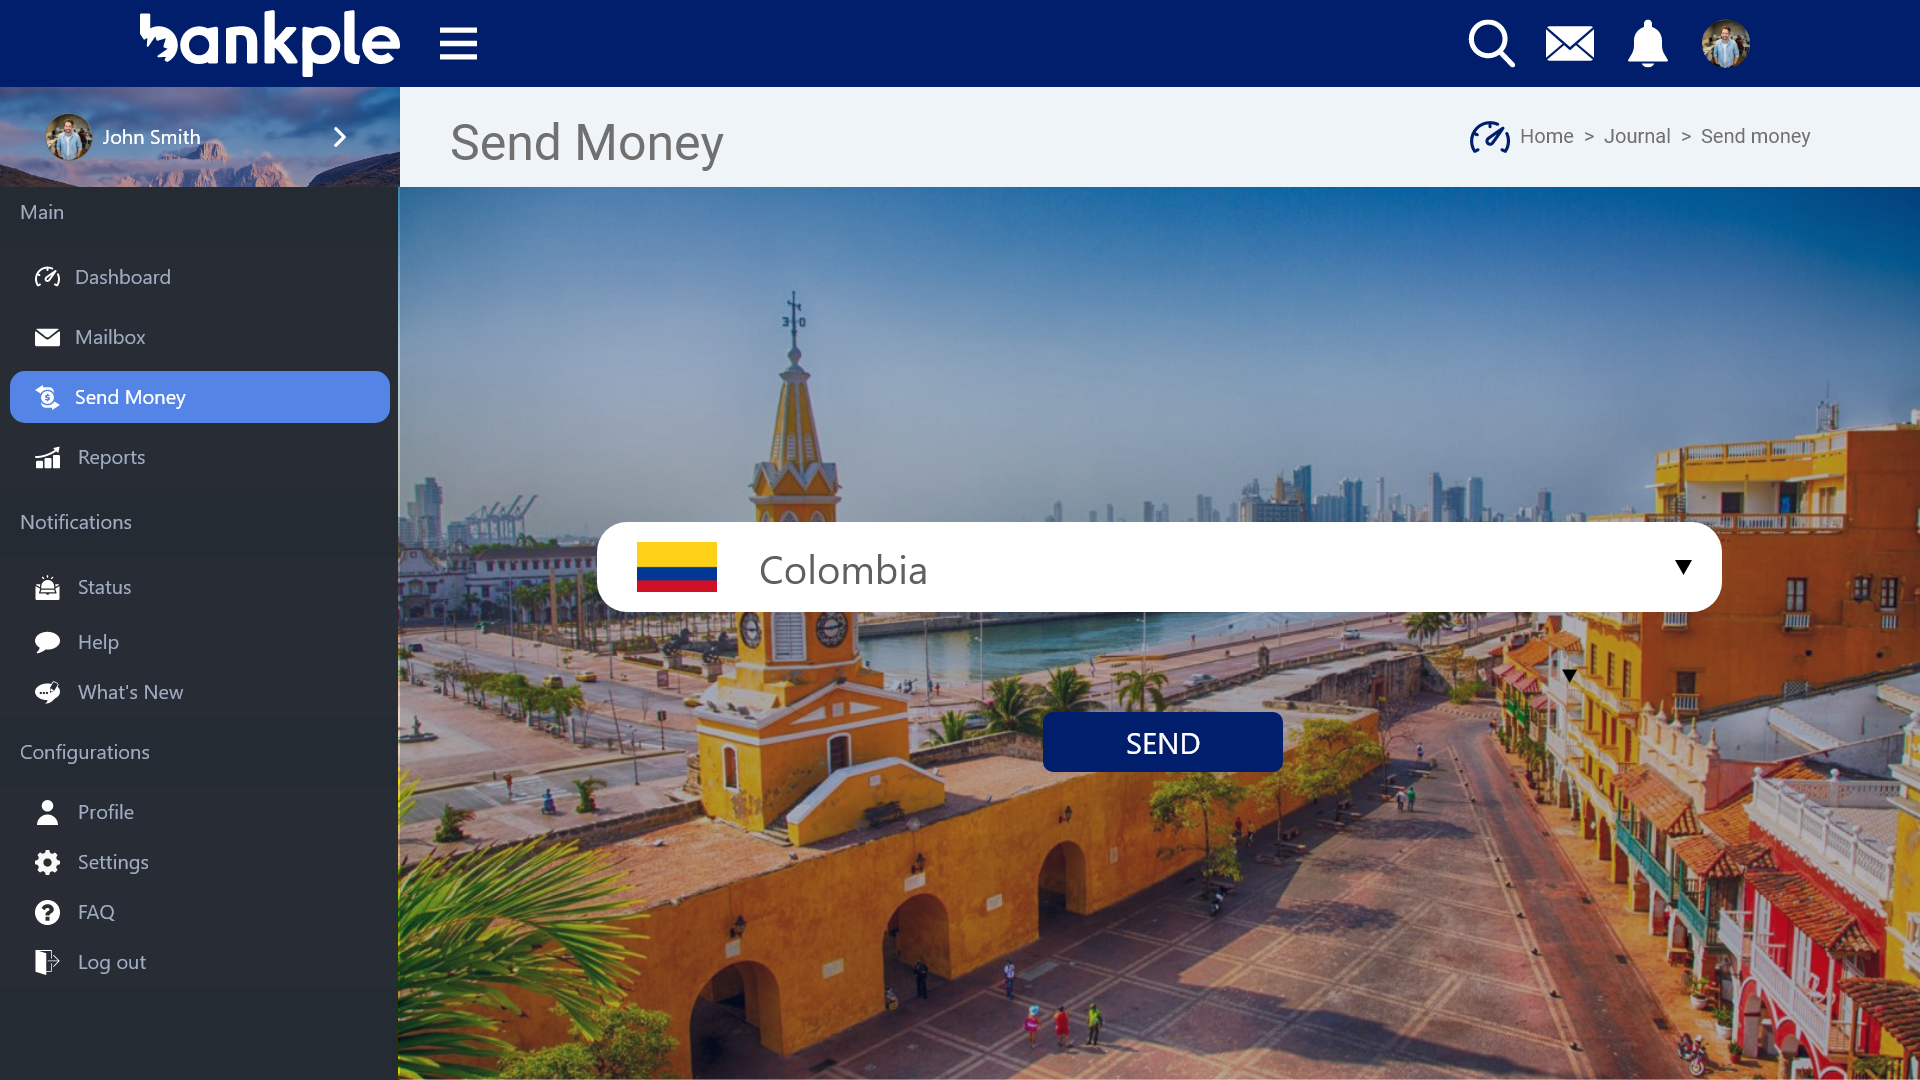 bankple
John Smith
Send Money
Home > Journal > Send money
Main
Dashboard
Mailbox
Send Money
Reports
Notifications
Status
Help
What's New
Configurations
Profile
Settings
FAQ
Log out
Colombia
SEND